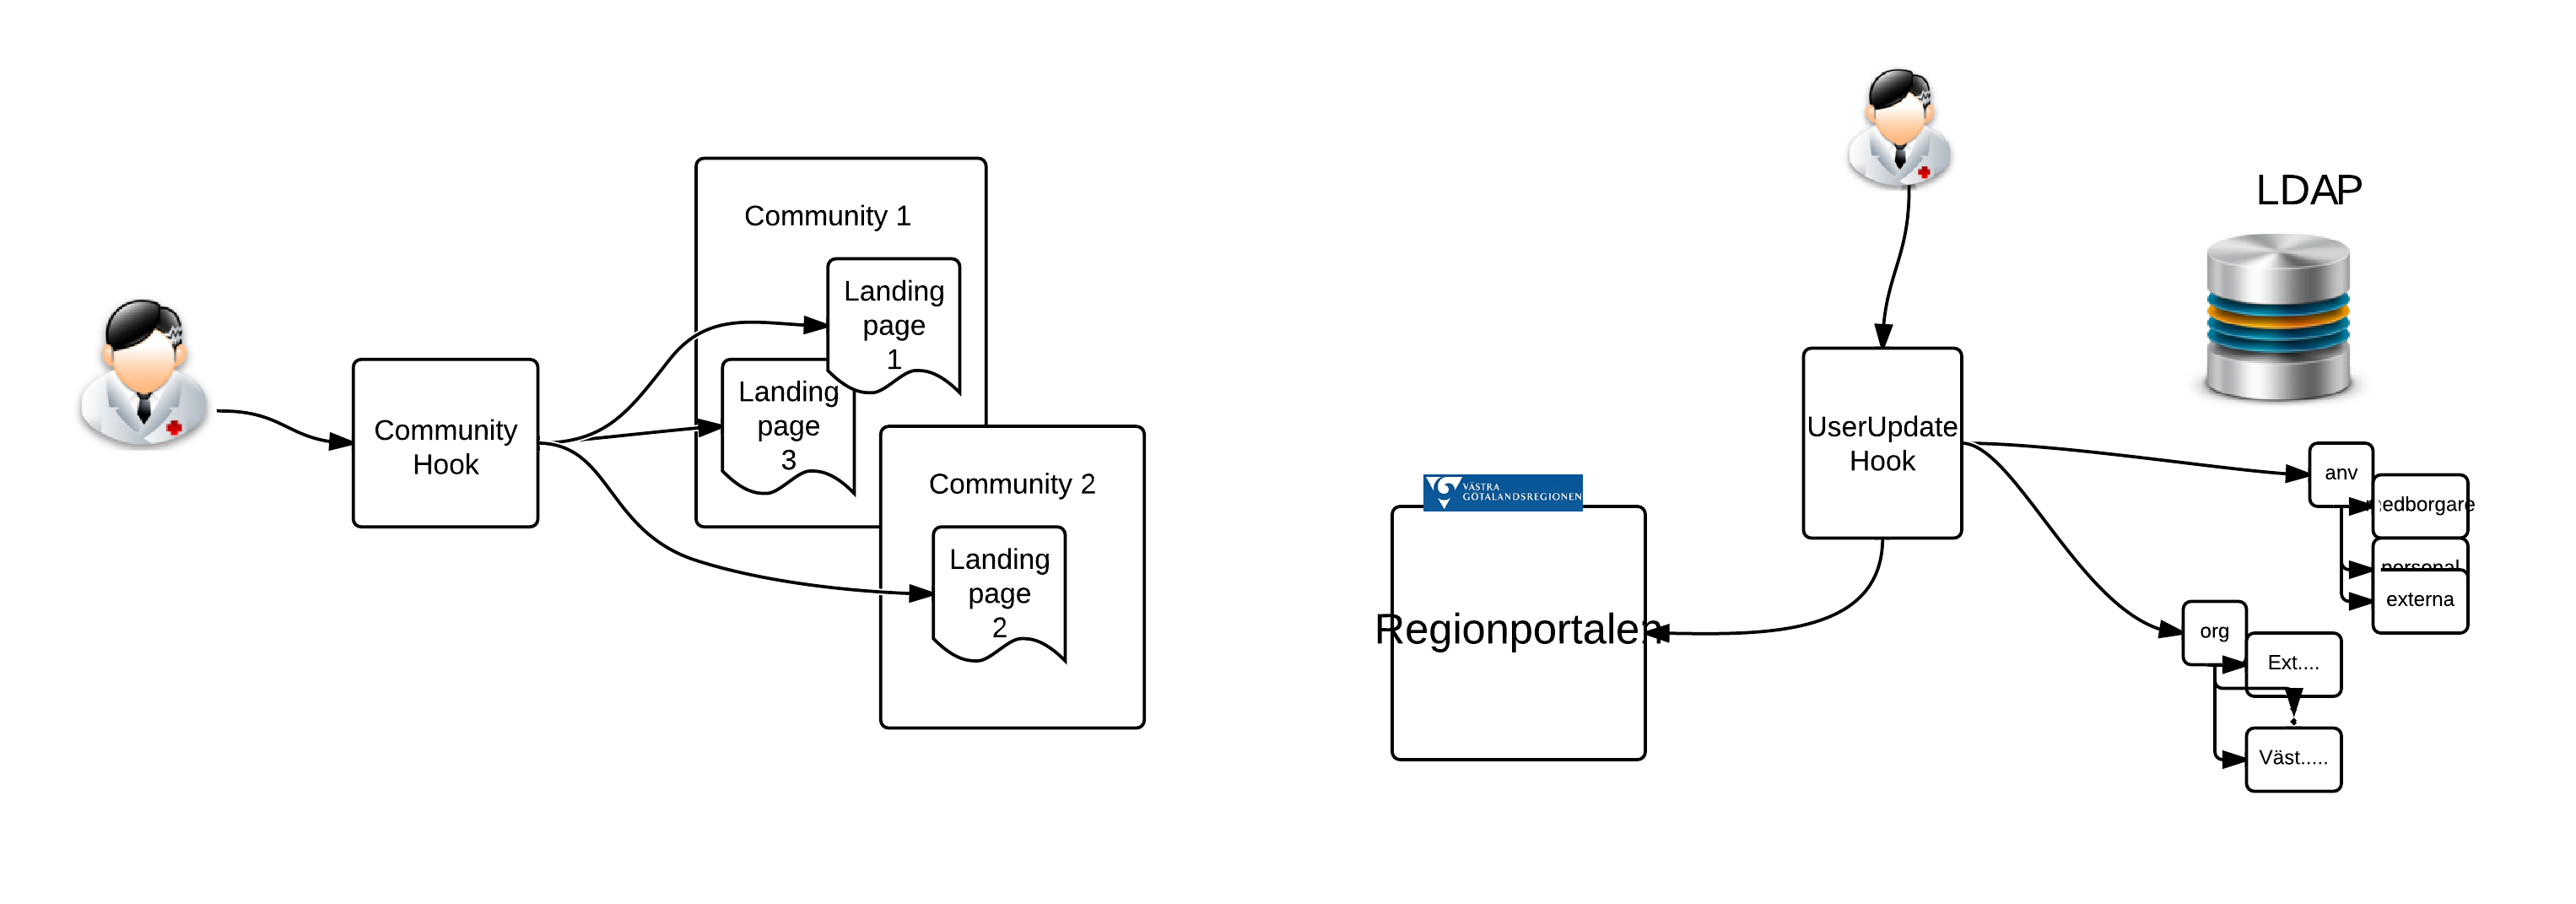 Community 1
Landing
page
1
Landing
page
3
Community
Hook
Community 2
Landing
page
2
LDAP
UserUpdate
Hook
VÄSTRA
GÖTALANDSREGIONEN
Regionportalen
anv
edborgare
personal
externa
org
Ext....
Väst.....